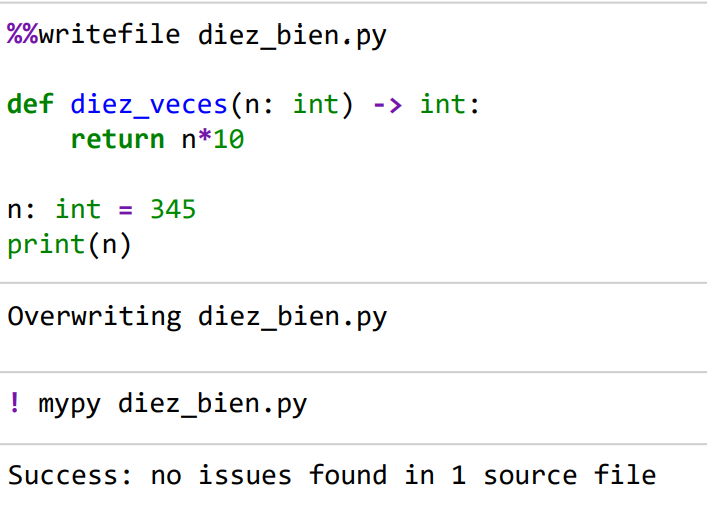 %%writefile diez_bien.py
def diez_veces(n: int) -> int:
    return n*10
n: int = 345
print(n)
Overwriting diez_bien.py
! mypy diez_bien.py
Success: no issues found in 1 source file